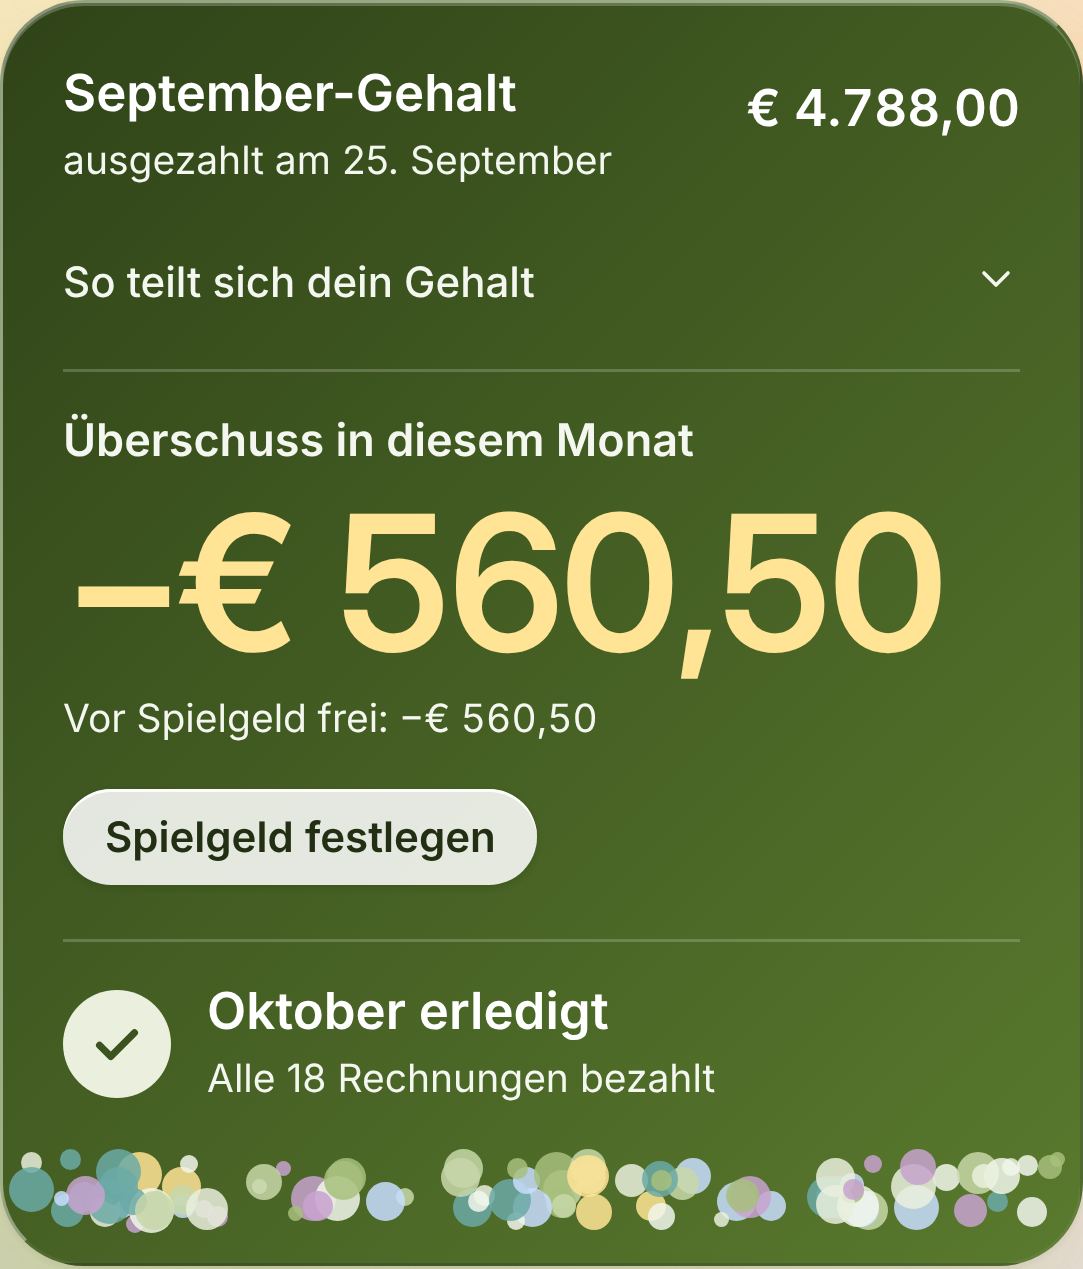 September-Gehalt
€ 4.788,00
ausgezahlt am 25. September
So teilt sich dein Gehalt
Überschuss in diesem Monat
−€ 560,50
Vor Spielgeld frei: −€ 560,50
Spielgeld festlegen
Oktober erledigt
Alle 18 Rechnungen bezahlt